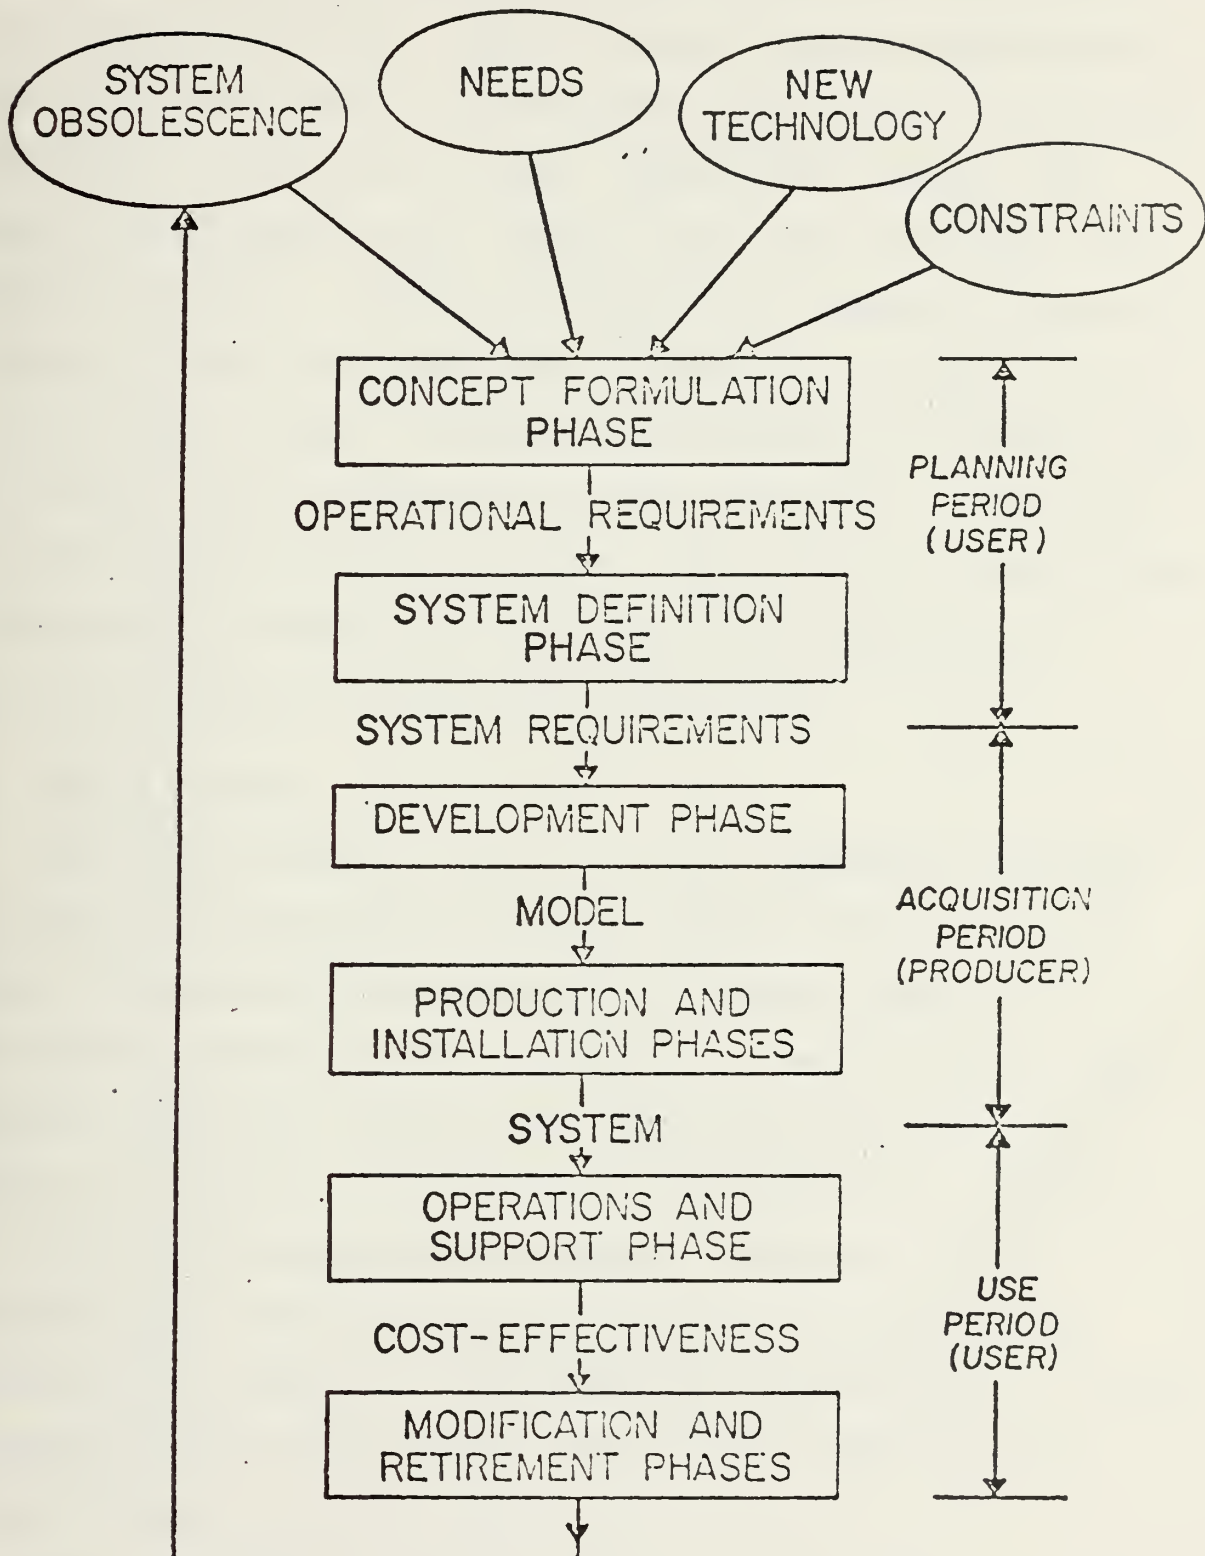 SYSTEM
OBSOLESCENCE
NEEDS
NEW
TECHNOLOGY
CONSTRAINTS
CONCEPT FORMULATION
PHASE
OPERATIONAL REQUIREMENTS
PLANNING
PERIOD
(USER)
SYSTEM DEFINITION
PHASE
SYSTEM REQUIREMENTS
DEVELOPMENT PHASE
MODEL
ACQUISITION
PERIOD
(PRODUCER)
PRODUCTION AND
INSTALLATION PHASES
SYSTEM
OPERATIONS AND
SUPPORT PHASE
COST-EFFECTIVENESS
USE
PERIOD
(USER)
MODIFICATION AND
RETIREMENT PHASES